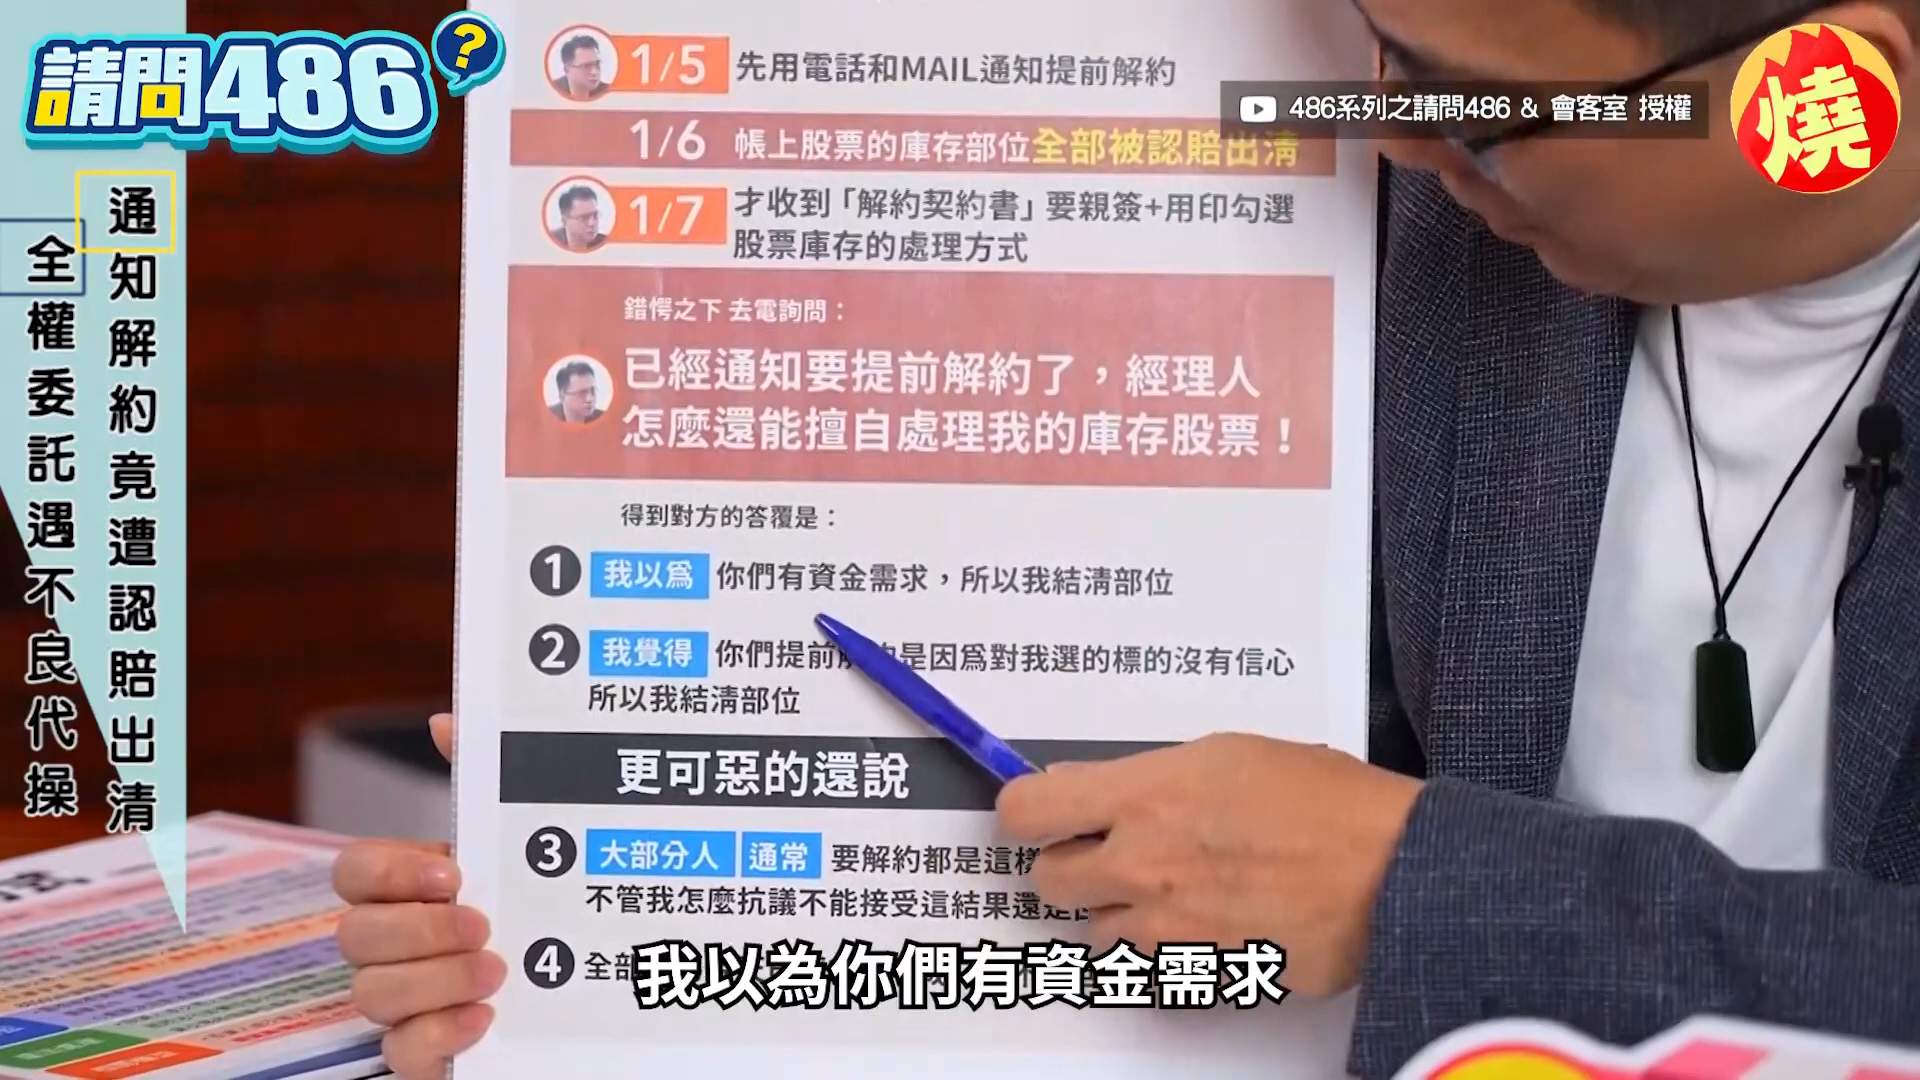 請問486?
通知解約竟遭認賠出清
全權委託遇不良代操
486系列之請問486 & 會客室 授權
燒
1/5 先用電話和MAIL通知提前解約
1/6 帳上股票的庫存部位全部被認賠出清
1/7 才收到「解約契約書」要親簽+用印勾選
股票庫存的處理方式
錯愕之下 去電詢問：
已經通知要提前解約了，經理人
怎麼還能擅自處理我的庫存股票！
得到對方的答覆是：
1 我以為 你們有資金需求，所以我結清部位
2 我覺得 你們提前解約是因為對我選的標的沒有信心
所以我結清部位
更可惡的還說
3 大部分人 通常 要解約都是這樣
不管我怎麼抗議不能接受這結果還是
4 全部
我以為你們有資金需求